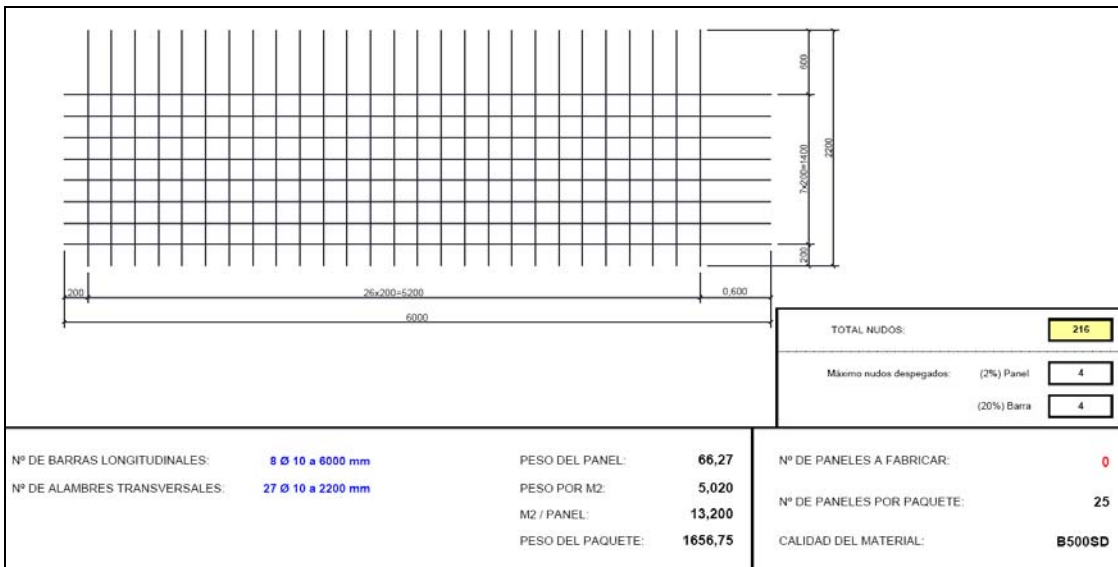 600
7x200=1400
2200
200
200
26x200=5200
0,600
6000
TOTAL NUDOS: 216
Máximo nudos despegados: (2%) Panel 4
(20%) Barra 4
Nº DE BARRAS LONGITUDINALES: 8 Ø 10 a 6000 mm
Nº DE ALAMBRES TRANSVERSALES: 27 Ø 10 a 2200 mm
PESO DEL PANEL: 66,27
PESO POR M2: 5,020
M2 / PANEL: 13,200
PESO DEL PAQUETE: 1656,75
Nº DE PANELES A FABRICAR: 0
Nº DE PANELES POR PAQUETE: 25
CALIDAD DEL MATERIAL: B500SD